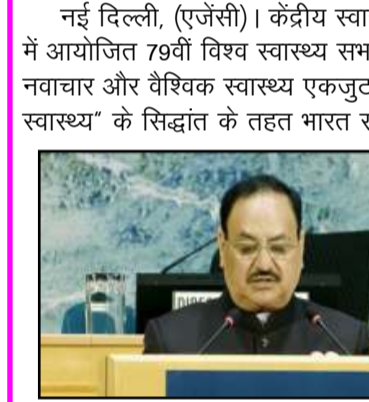 नई दिल्ली, (एजेंसी)। केंद्रीय स्वा
में आयोजित 79वीं विश्व स्वास्थ्य सभ
नवाचार और वैश्विक स्वास्थ्य एकजुट
स्वास्थ्य" के सिद्धांत के तहत भारत स